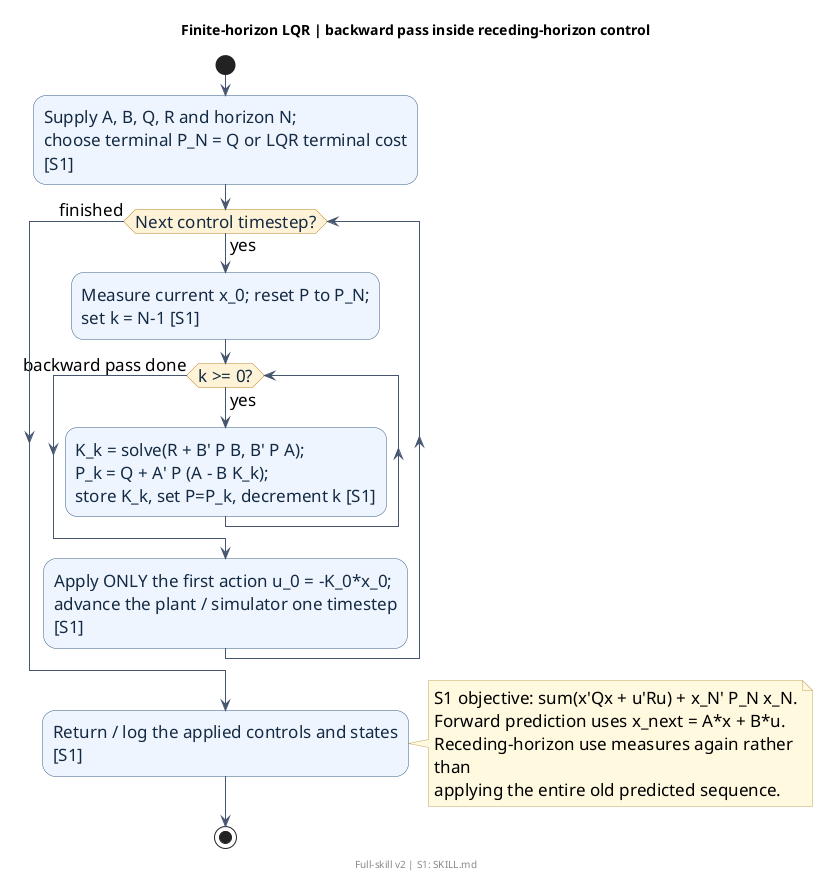 Finite-horizon LQR | backward pass inside receding-horizon control
Supply A, B, Q, R and horizon N;
choose terminal P_N = Q or LQR terminal cost
[S1]
finished
Next control timestep?
yes
Measure current x_0; reset P to P_N;
set k = N-1 [S1]
backward pass done
k >= 0?
yes
K_k = solve(R + B' P B, B' P A);
P_k = Q + A' P (A - B K_k);
store K_k, set P=P_k, decrement k [S1]
Apply ONLY the first action u_0 = -K_0*x_0;
advance the plant / simulator one timestep
[S1]
Return / log the applied controls and states
[S1]
S1 objective: sum(x'Qx + u'Ru) + x_N' P_N x_N.
Forward prediction uses x_next = A*x + B*u.
Receding-horizon use measures again rather
than
applying the entire old predicted sequence.
Full-skill v2 | S1: SKILL.md